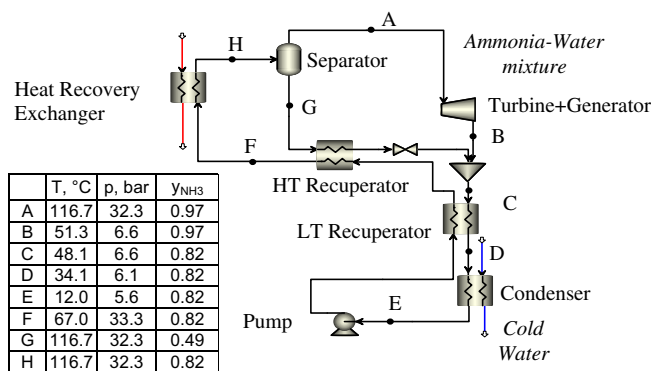 A
H
Separator
Ammonia-Water
mixture
Heat Recovery
Exchanger
G
Turbine+Generator
B
F
HT Recuperator
C
LT Recuperator
D
Condenser
E
Pump
Cold
Water
T, °C p, bar yNH3
A 116.7 32.3 0.97
B 51.3 6.6 0.97
C 48.1 6.6 0.82
D 34.1 6.1 0.82
E 12.0 5.6 0.82
F 67.0 33.3 0.82
G 116.7 32.3 0.49
H 116.7 32.3 0.82